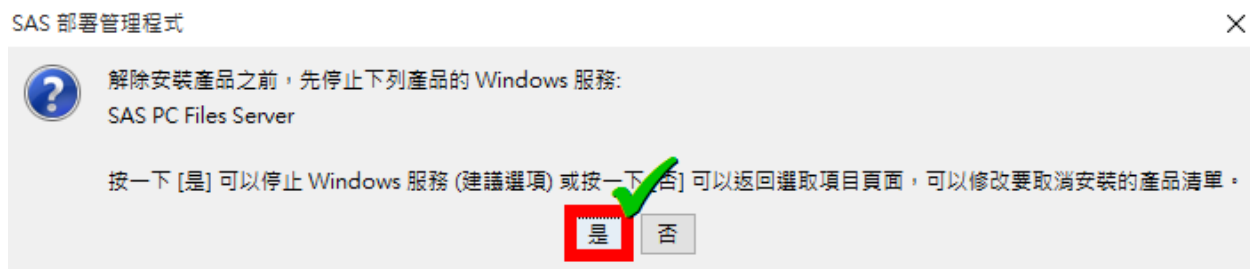 SAS 部署管理程式
解除安裝產品之前，先停止下列產品的 Windows 服務:
SAS PC Files Server
按一下 [是] 可以停止 Windows 服務 (建議選項) 或按一下 [否] 可以返回選取項目頁面，可以修改要取消安裝的產品清單。
是 否